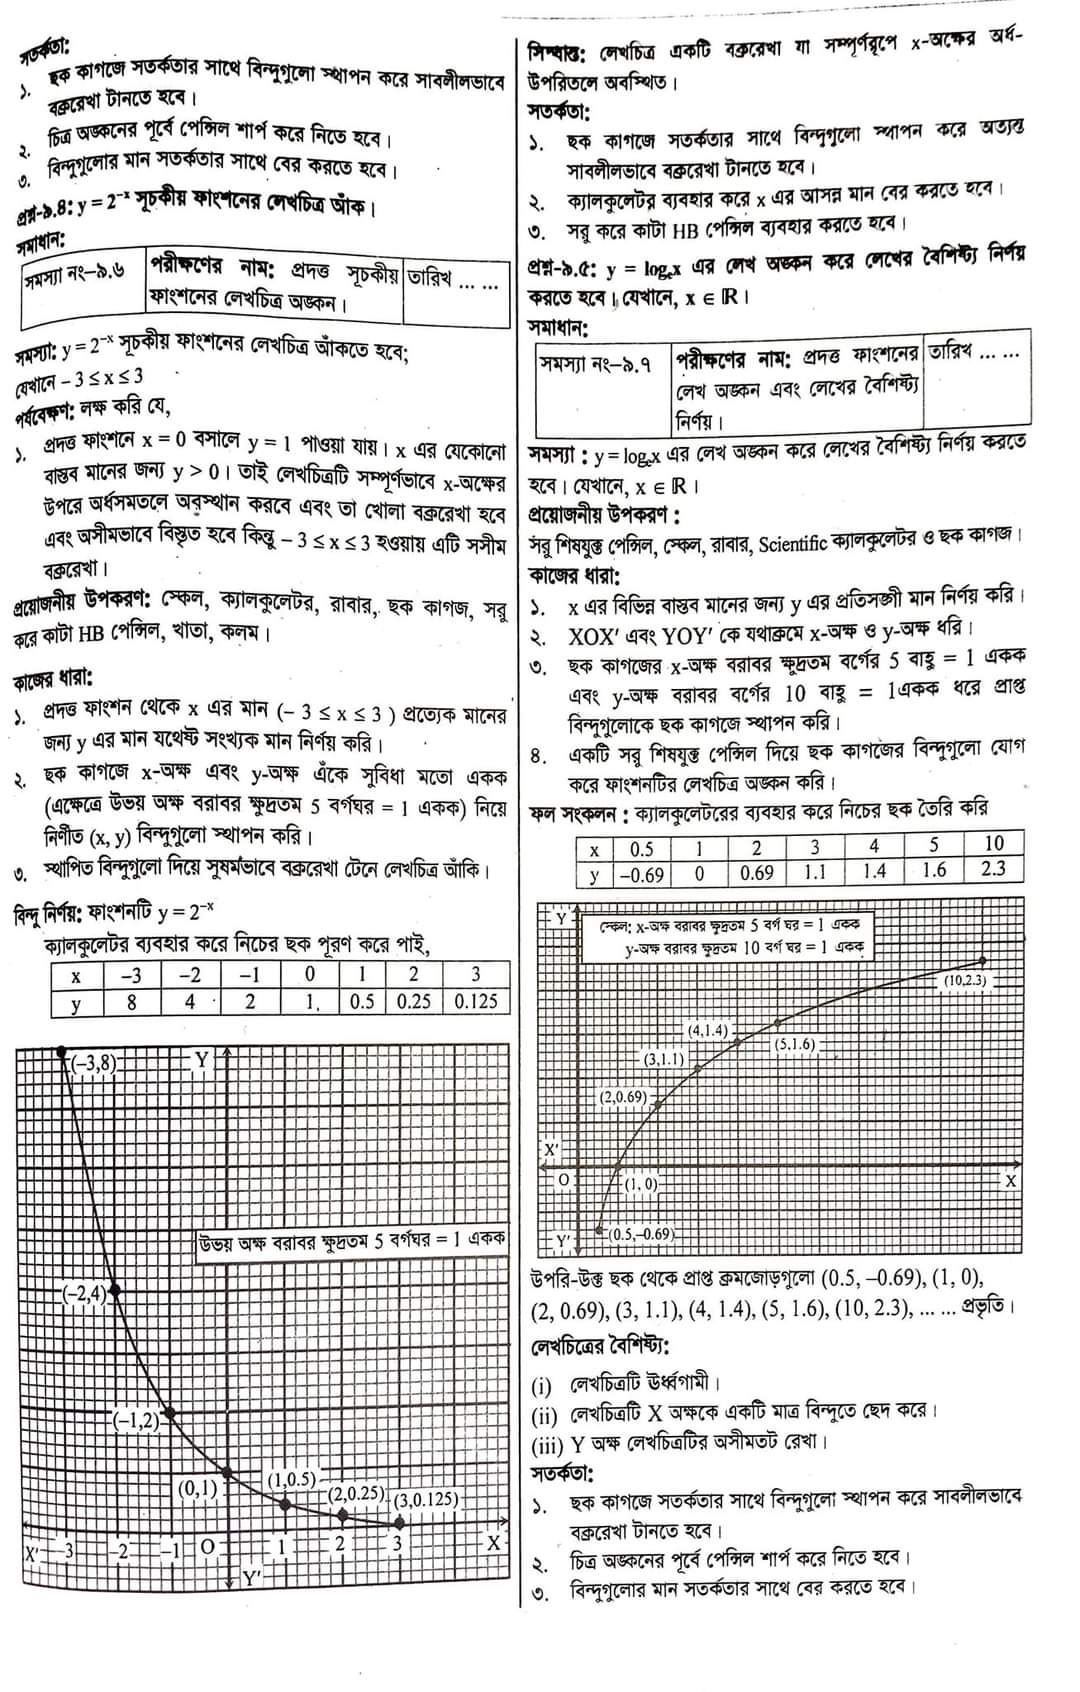 সতর্কতা:
১. ছক কাগজে সতর্কতার সাথে বিন্দুগুলো স্থাপন করে সাবলীলভাবে
বক্ররেখা টানতে হবে।
২. চিত্র অঙ্কনের পূর্বে পেন্সিল শার্প করে নিতে হবে।
৩. বিন্দুগুলোর মান সতর্কতার সাথে বের করতে হবে।
প্রশ্ন-৯.৪: y = 2⁻ˣ সূচকীয় ফাংশনের লেখচিত্র আঁক।
সমাধান:
সমস্যা নং–৯.৬ পরীক্ষণের নাম: প্রদত্ত সূচকীয় তারিখ ... ...
ফাংশনের লেখচিত্র অঙ্কন।
সমস্যা: y = 2⁻ˣ সূচকীয় ফাংশনের লেখচিত্র আঁকতে হবে;
যেখানে – 3 ≤ x ≤ 3
পর্যবেক্ষণ: লক্ষ করি যে,
১. প্রদত্ত ফাংশনে x = 0 বসালে y = 1 পাওয়া যায়। x এর যেকোনো
বাস্তব মানের জন্য y > 0। তাই লেখচিত্রটি সম্পূর্ণভাবে x-অক্ষের
উপরে অর্ধসমতলে অবস্থান করবে এবং তা খোলা বক্ররেখা হবে
এবং অসীমভাবে বিস্তৃত হবে কিন্তু – 3 ≤ x ≤ 3 হওয়ায় এটি সসীম
বক্ররেখা।
প্রয়োজনীয় উপকরণ: স্কেল, ক্যালকুলেটর, রাবার, ছক কাগজ, সরু
করে কাটা HB পেন্সিল, খাতা, কলম।
কাজের ধারা:
১. প্রদত্ত ফাংশন থেকে x এর মান (– 3 ≤ x ≤ 3 ) প্রত্যেক মানের
জন্য y এর মান যথেষ্ট সংখ্যক মান নির্ণয় করি।
২. ছক কাগজে x-অক্ষ এবং y-অক্ষ এঁকে সুবিধা মতো একক
(এক্ষেত্রে উভয় অক্ষ বরাবর ক্ষুদ্রতম 5 বর্গঘর = 1 একক) নিয়ে
নির্ণীত (x, y) বিন্দুগুলো স্থাপন করি।
৩. স্থাপিত বিন্দুগুলো দিয়ে সুষমভাবে বক্ররেখা টেনে লেখচিত্র আঁকি।
বিন্দু নির্ণয়: ফাংশনটি y = 2⁻ˣ
ক্যালকুলেটর ব্যবহার করে নিচের ছক পূরণ করে পাই,
x –3 –2 –1 0 1 2 3
y 8 4 2 1 0.5 0.25 0.125
(–3,8) Y
উভয় অক্ষ বরাবর ক্ষুদ্রতম 5 বর্গঘর = 1 একক
(–2,4)
(–1,2)
(0,1) (1,0.5) (2,0.25) (3,0.125)
X′ –3 –2 –1 O 1 2 3 X
Y′
সিদ্ধান্ত: লেখচিত্র একটি বক্ররেখা যা সম্পূর্ণরূপে x-অক্ষের অর্ধ-
উপরিতলে অবস্থিত।
সতর্কতা:
১. ছক কাগজে সতর্কতার সাথে বিন্দুগুলো স্থাপন করে অত্যন্ত
সাবলীলভাবে বক্ররেখা টানতে হবে।
২. ক্যালকুলেটর ব্যবহার করে x এর আসন্ন মান বের করতে হবে।
৩. সরু করে কাটা HB পেন্সিল ব্যবহার করতে হবে।
প্রশ্ন-৯.৫: y = logₑx এর লেখ অঙ্কন করে লেখের বৈশিষ্ট্য নির্ণয়
করতে হবে। যেখানে, x ∈ ℝ।
সমাধান:
সমস্যা নং–৯.৭ পরীক্ষণের নাম: প্রদত্ত ফাংশনের তারিখ ... ...
লেখ অঙ্কন এবং লেখের বৈশিষ্ট্য
নির্ণয়।
সমস্যা : y = logₑx এর লেখ অঙ্কন করে লেখের বৈশিষ্ট্য নির্ণয় করতে
হবে। যেখানে, x ∈ ℝ।
প্রয়োজনীয় উপকরণ :
সরু শিষযুক্ত পেন্সিল, স্কেল, রাবার, Scientific ক্যালকুলেটর ও ছক কাগজ।
কাজের ধারা:
১. x এর বিভিন্ন বাস্তব মানের জন্য y এর প্রতিসঙ্গী মান নির্ণয় করি।
২. XOX′ এবং YOY′ কে যথাক্রমে x-অক্ষ ও y-অক্ষ ধরি।
৩. ছক কাগজের x-অক্ষ বরাবর ক্ষুদ্রতম বর্গের 5 বাহু = 1 একক
এবং y-অক্ষ বরাবর বর্গের 10 বাহু = 1একক ধরে প্রাপ্ত
বিন্দুগুলোকে ছক কাগজে স্থাপন করি।
৪. একটি সরু শিষযুক্ত পেন্সিল দিয়ে ছক কাগজের বিন্দুগুলো যোগ
করে ফাংশনটির লেখচিত্র অঙ্কন করি।
ফল সংকলন : ক্যালকুলেটরের ব্যবহার করে নিচের ছক তৈরি করি
x 0.5 1 2 3 4 5 10
y –0.69 0 0.69 1.1 1.4 1.6 2.3
Y স্কেল: x-অক্ষ বরাবর ক্ষুদ্রতম 5 বর্গ ঘর = 1 একক
y-অক্ষ বরাবর ক্ষুদ্রতম 10 বর্গ ঘর = 1 একক
(10,2.3)
(4,1.4)
(5,1.6)
(3,1.1)
(2,0.69)
X′
O (1, 0) X
Y′ (0.5,–0.69)
উপরি-উক্ত ছক থেকে প্রাপ্ত ক্রমজোড়গুলো (0.5, –0.69), (1, 0),
(2, 0.69), (3, 1.1), (4, 1.4), (5, 1.6), (10, 2.3), ... ... প্রভৃতি।
লেখচিত্রের বৈশিষ্ট্য:
(i) লেখচিত্রটি ঊর্ধ্বগামী।
(ii) লেখচিত্রটি X অক্ষকে একটি মাত্র বিন্দুতে ছেদ করে।
(iii) Y অক্ষ লেখচিত্রটির অসীমতট রেখা।
সতর্কতা:
১. ছক কাগজে সতর্কতার সাথে বিন্দুগুলো স্থাপন করে সাবলীলভাবে
বক্ররেখা টানতে হবে।
২. চিত্র অঙ্কনের পূর্বে পেন্সিল শার্প করে নিতে হবে।
৩. বিন্দুগুলোর মান সতর্কতার সাথে বের করতে হবে।